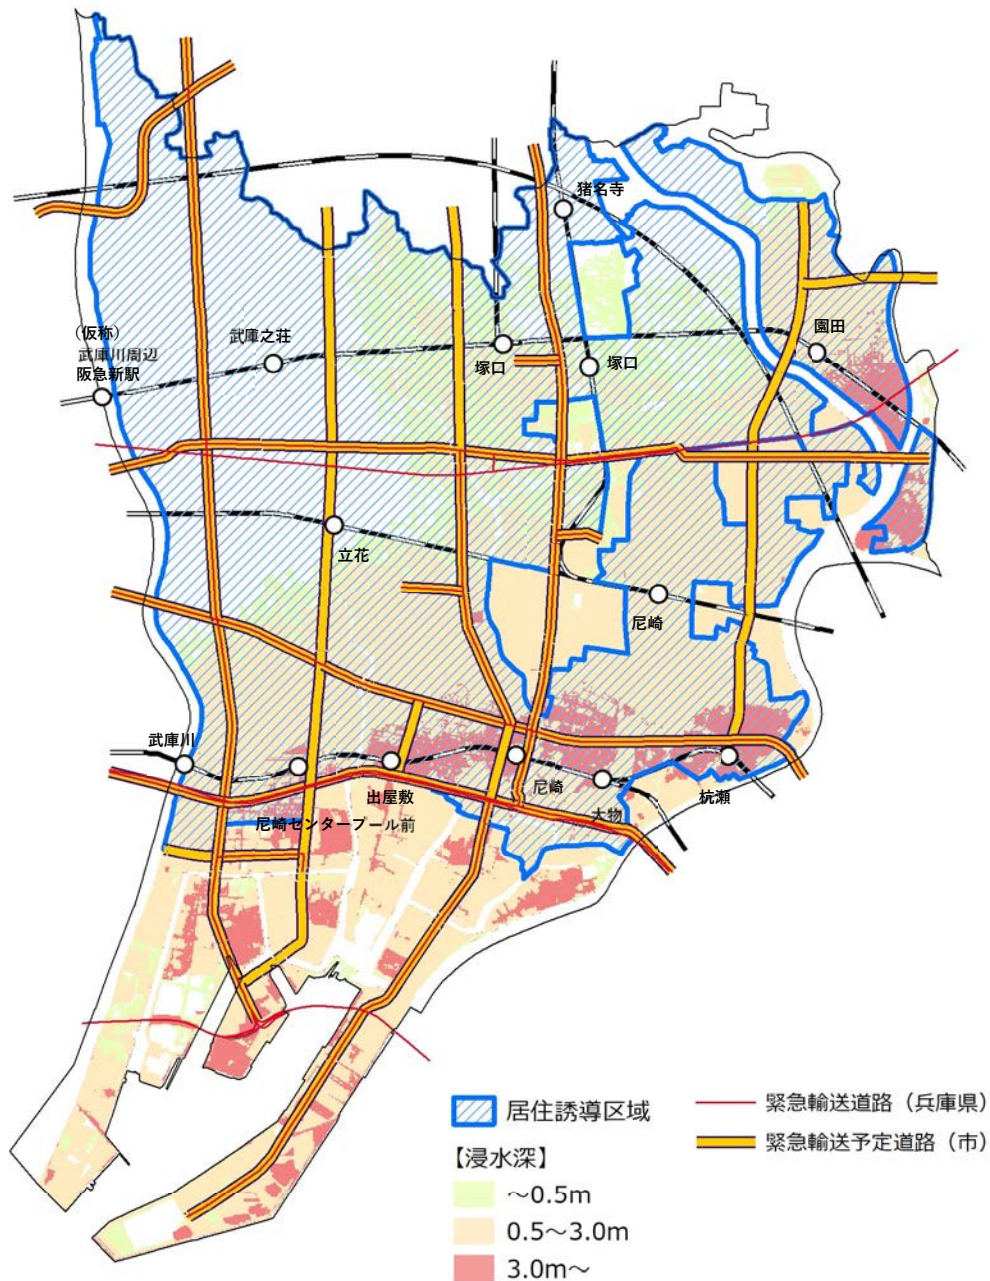 猪名寺
園田
（仮称）
武庫川周辺
阪急新駅
武庫之荘
塚口
塚口
立花
尼崎
武庫川
出屋敷
尼崎
大物
杭瀬
尼崎センタープール前
居住誘導区域
緊急輸送道路（兵庫県）
緊急輸送予定道路（市）
【浸水深】
～0.5m
0.5～3.0m
3.0m～